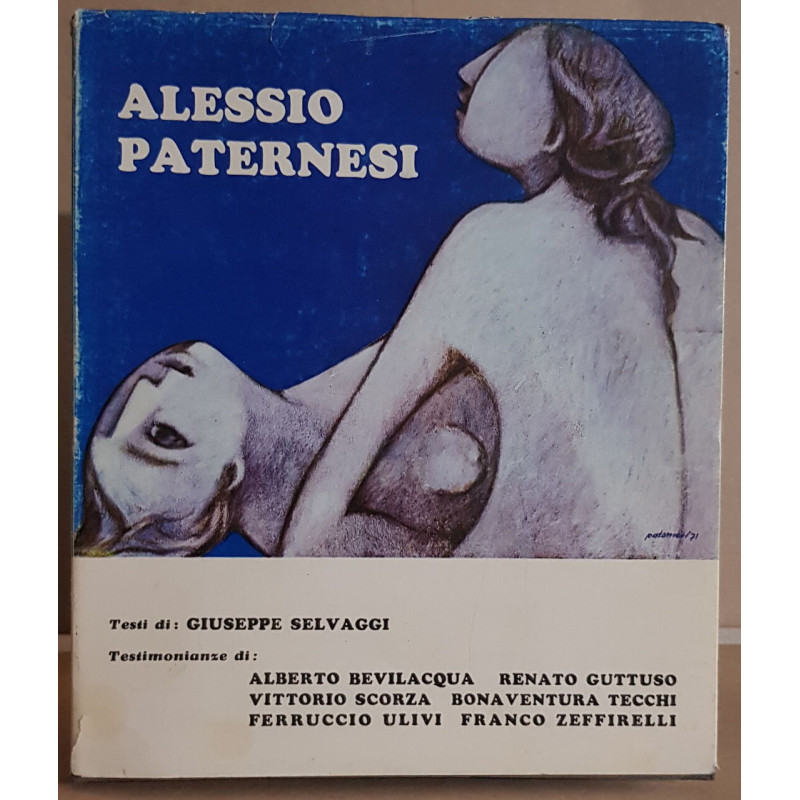 ALESSIO
PATERNESI
Testi di: GIUSEPPE SELVAGGI
Testimonianze di:
ALBERTO BEVILACQUA RENATO GUTTUSO
VITTORIO SCORZA BONAVENTURA TECCHI
FERRUCCIO ULIVI FRANCO ZEFFIRELLI